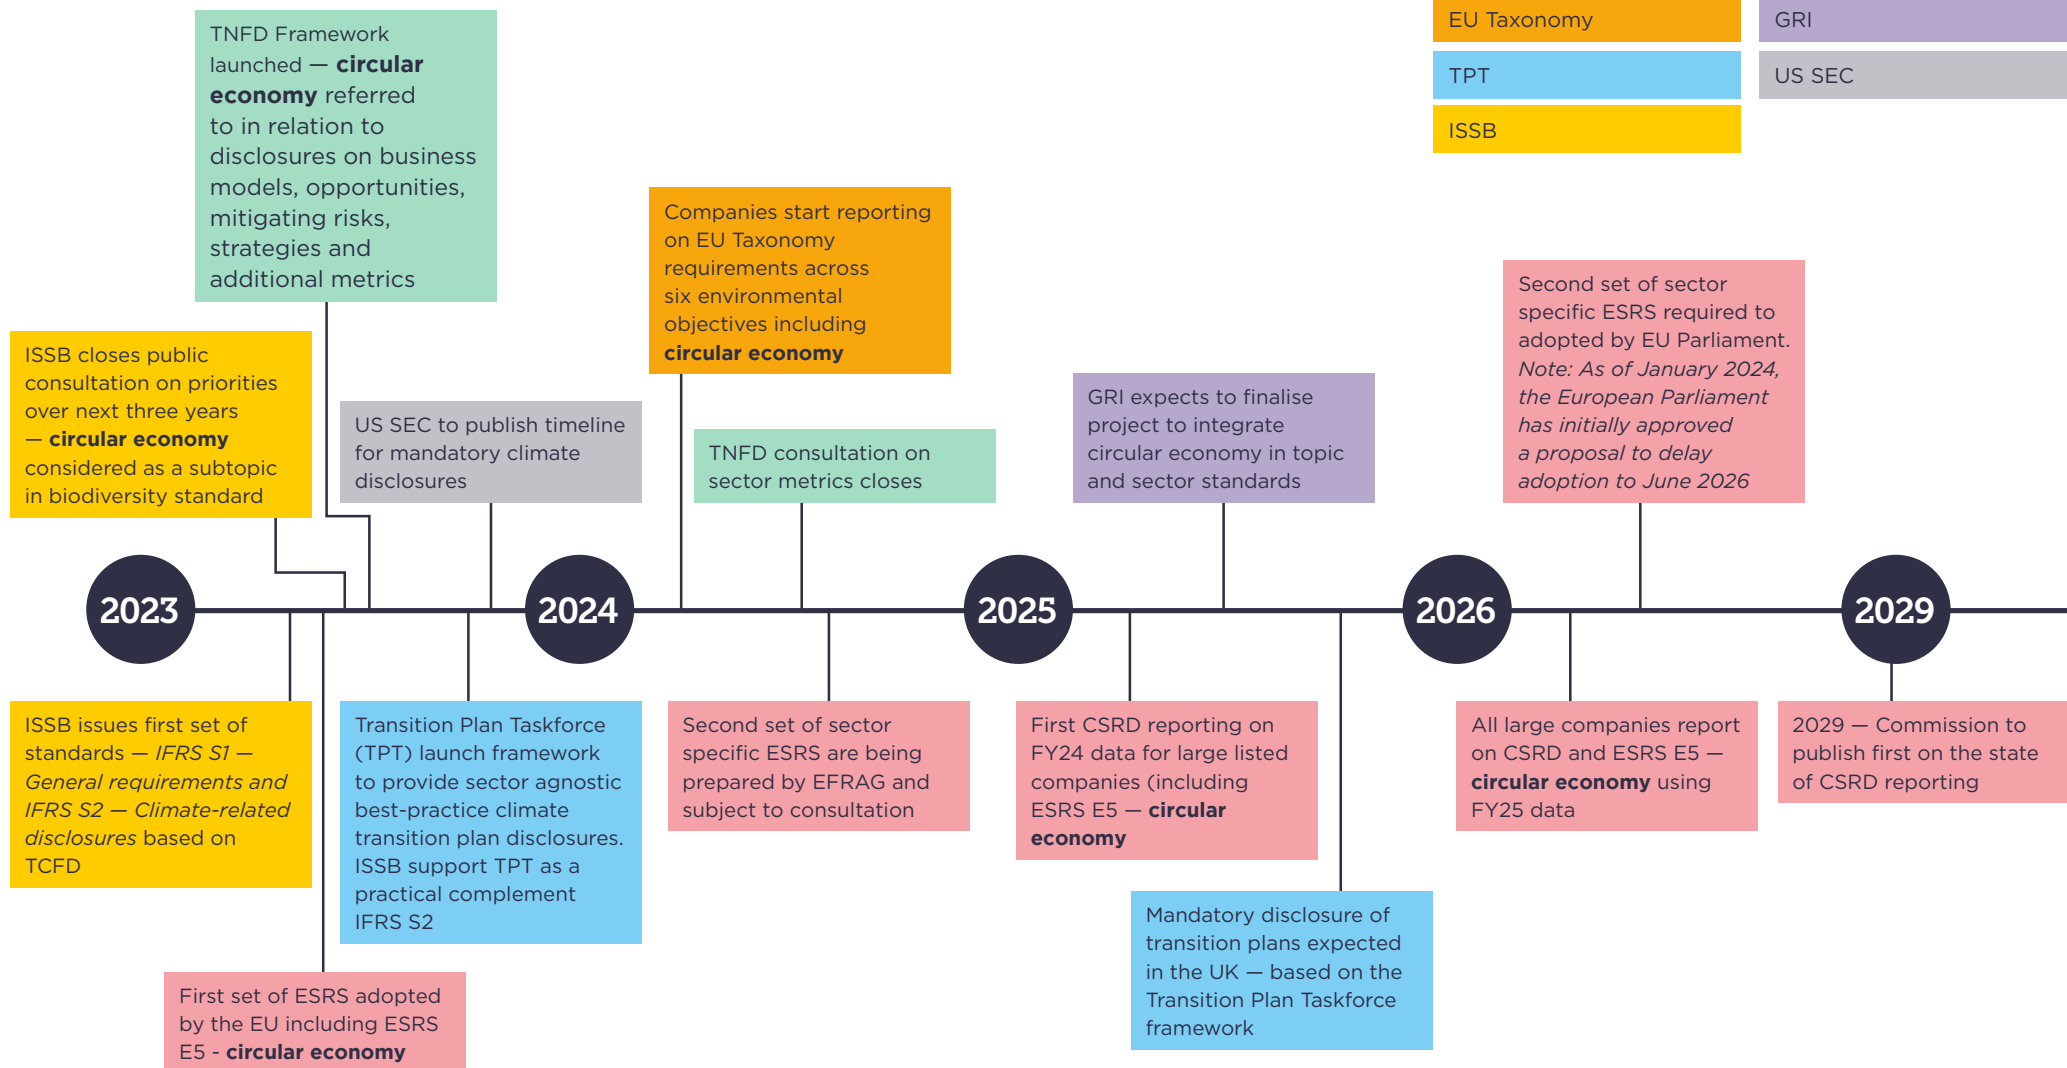 EU Taxonomy
GRI
TPT
US SEC
ISSB
TNFD Framework
launched — circular
economy referred
to in relation to
disclosures on business
models, opportunities,
mitigating risks,
strategies and
additional metrics
Companies start reporting
on EU Taxonomy
requirements across
six environmental
objectives including
circular economy
Second set of sector
specific ESRS required to
adopted by EU Parliament.
Note: As of January 2024,
the European Parliament
has initially approved
a proposal to delay
adoption to June 2026
ISSB closes public
consultation on priorities
over next three years
— circular economy
considered as a subtopic
in biodiversity standard
US SEC to publish timeline
for mandatory climate
disclosures
TNFD consultation on
sector metrics closes
GRI expects to finalise
project to integrate
circular economy in topic
and sector standards
2023
2024
2025
2026
2029
ISSB issues first set of
standards — IFRS S1 —
General requirements and
IFRS S2 — Climate-related
disclosures based on
TCFD
Transition Plan Taskforce
(TPT) launch framework
to provide sector agnostic
best-practice climate
transition plan disclosures.
ISSB support TPT as a
practical complement
IFRS S2
Second set of sector
specific ESRS are being
prepared by EFRAG and
subject to consultation
First CSRD reporting on
FY24 data for large listed
companies (including
ESRS E5 — circular
economy
All large companies report
on CSRD and ESRS E5 —
circular economy using
FY25 data
2029 — Commission to
publish first on the state
of CSRD reporting
Mandatory disclosure of
transition plans expected
in the UK — based on the
Transition Plan Taskforce
framework
First set of ESRS adopted
by the EU including ESRS
E5 - circular economy